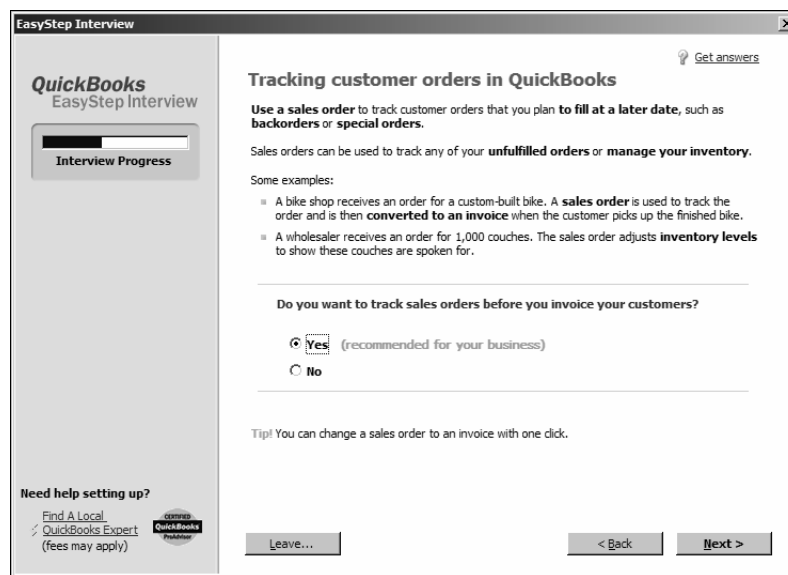 EasyStep Interview
Get answers
QuickBooks
EasyStep Interview
Interview Progress
Tracking customer orders in QuickBooks
Use a sales order to track customer orders that you plan to fill at a later date, such as
backorders or special orders.
Sales orders can be used to track any of your unfulfilled orders or manage your inventory.
Some examples:
A bike shop receives an order for a custom-built bike. A sales order is used to track the
order and is then converted to an invoice when the customer picks up the finished bike.
A wholesaler receives an order for 1,000 couches. The sales order adjusts inventory levels
to show these couches are spoken for.
Do you want to track sales orders before you invoice your customers?
Yes (recommended for your business)
No
Tip! You can change a sales order to an invoice with one click.
Need help setting up?
Find A Local
QuickBooks Expert
(fees may apply)
CERTIFIED
QuickBooks
ProAdvisor
Leave...
< Back
Next >